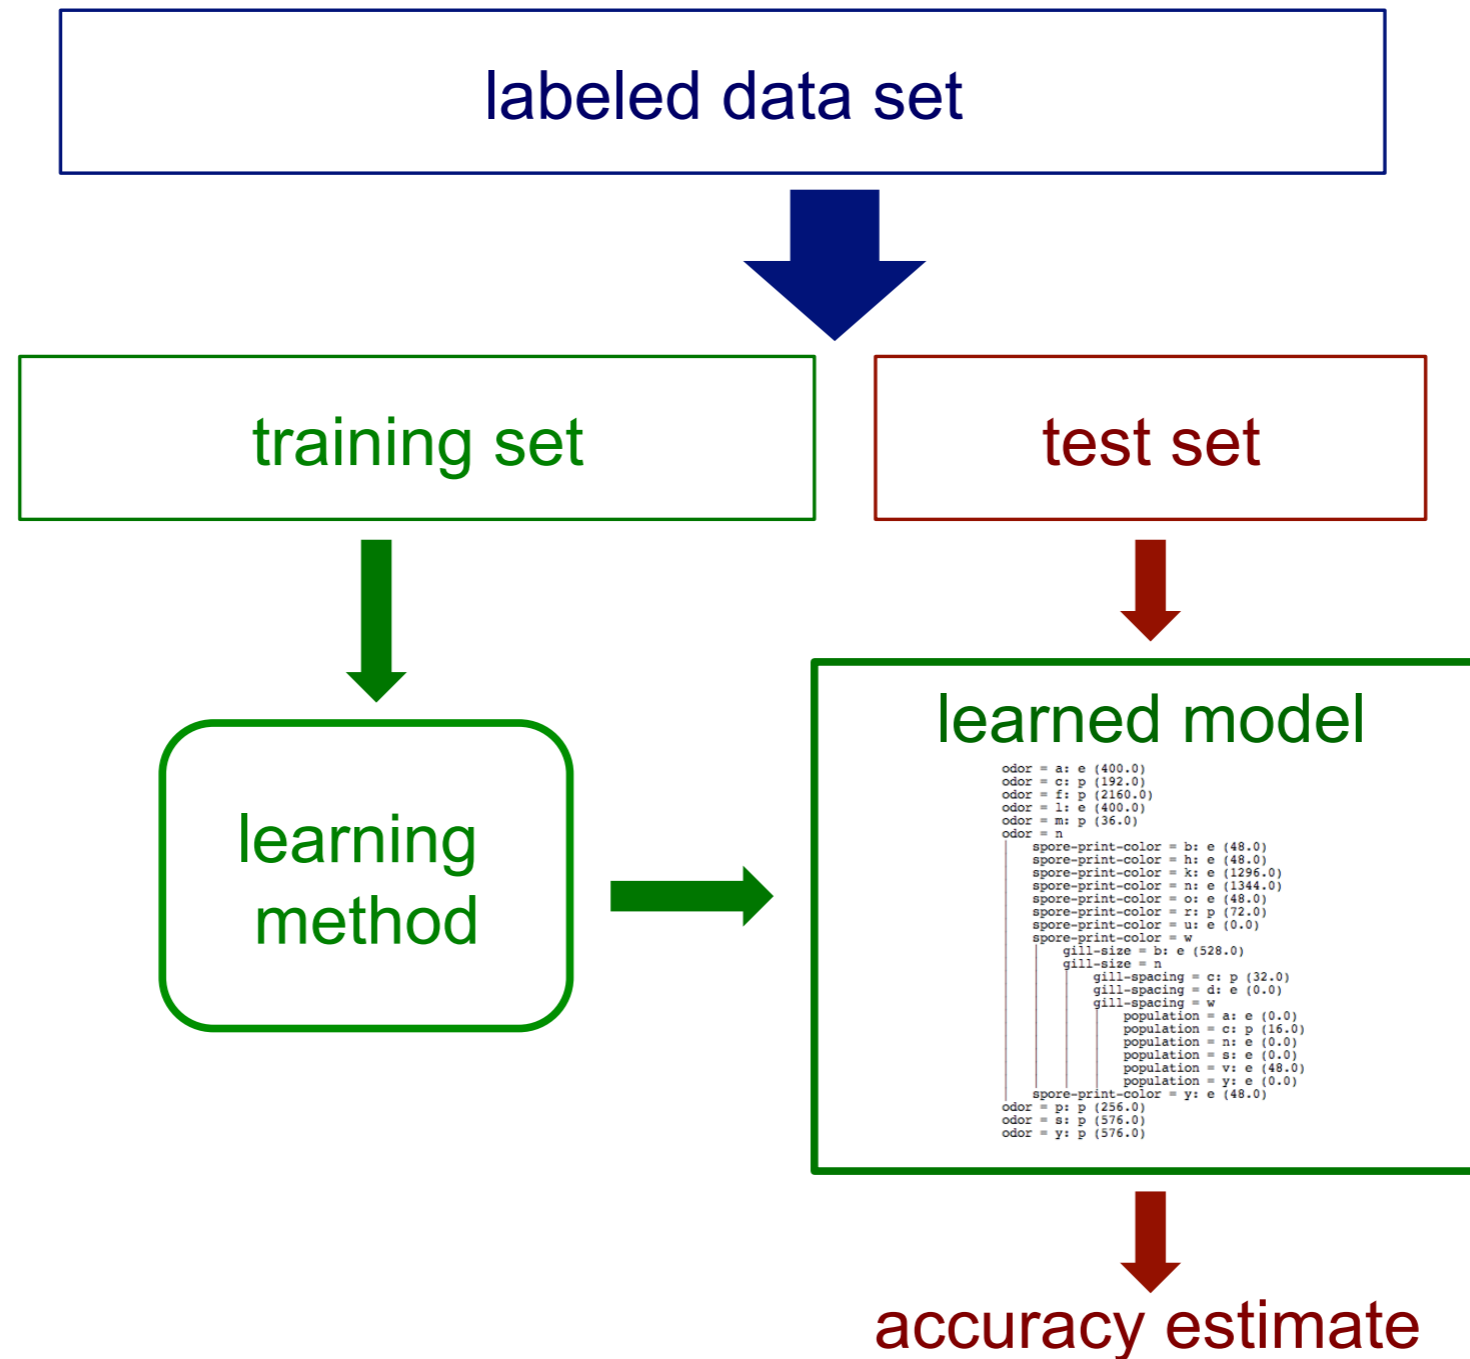 labeled data set
training set
test set
learning
method
learned model
odor = a: e (400.0)
odor = c: p (192.0)
odor = f: p (2160.0)
odor = l: e (400.0)
odor = m: p (36.0)
odor = n
|   spore-print-color = b: e (48.0)
|   spore-print-color = h: e (48.0)
|   spore-print-color = k: e (1296.0)
|   spore-print-color = n: e (1344.0)
|   spore-print-color = o: e (48.0)
|   spore-print-color = r: p (72.0)
|   spore-print-color = u: e (0.0)
|   spore-print-color = w
|   |   gill-size = b: e (528.0)
|   |   gill-size = n
|   |   |   gill-spacing = c: p (32.0)
|   |   |   gill-spacing = d: e (0.0)
|   |   |   gill-spacing = w
|   |   |   |   population = a: e (0.0)
|   |   |   |   population = c: p (16.0)
|   |   |   |   population = n: e (0.0)
|   |   |   |   population = s: e (0.0)
|   |   |   |   population = v: e (48.0)
|   |   |   |   population = y: e (0.0)
|   spore-print-color = y: e (48.0)
odor = p: p (256.0)
odor = s: p (576.0)
odor = y: p (576.0)
accuracy estimate